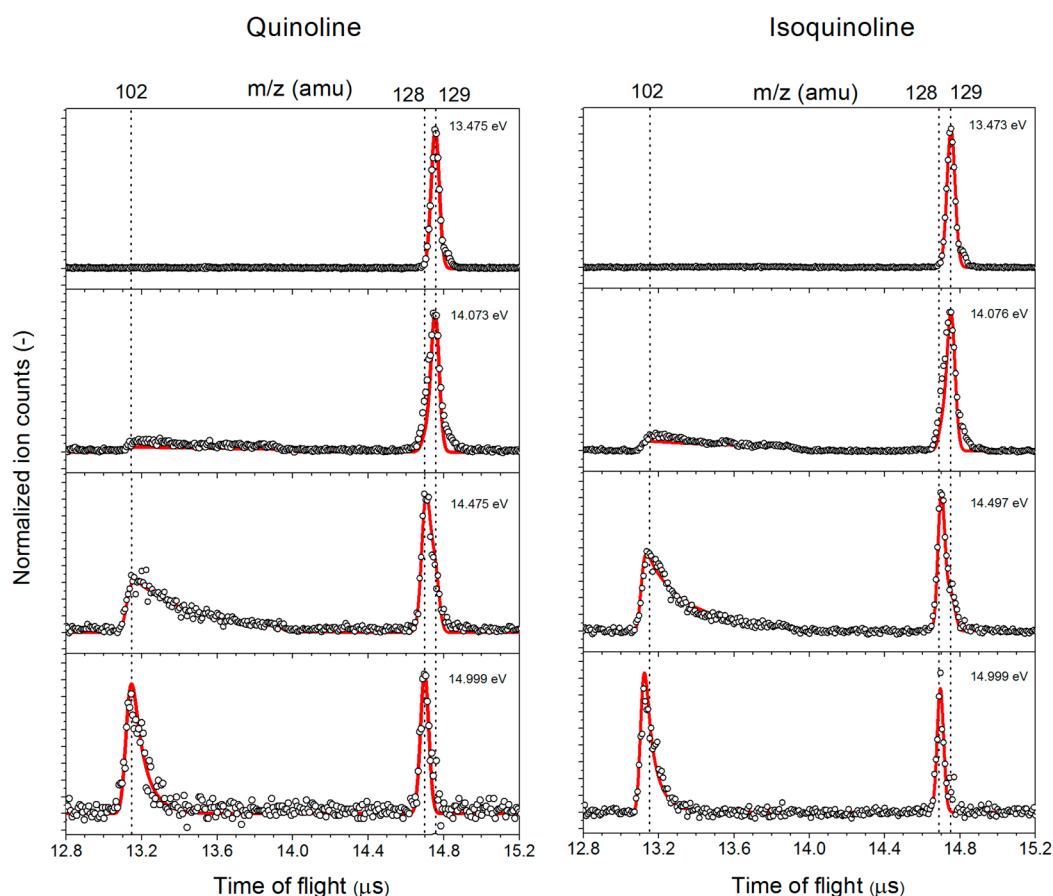 Quinoline Isoquinoline
102 m/z (amu) 128 129 102 m/z (amu) 128 129
13.475 eV 13.473 eV
14.073 eV 14.076 eV
14.475 eV 14.497 eV
14.999 eV 14.999 eV
Normalized ion counts (-)
12.8 13.2 13.6 14.0 14.4 14.8 15.2 12.8 13.2 13.6 14.0 14.4 14.8 15.2
Time of flight (μs) Time of flight (μs)